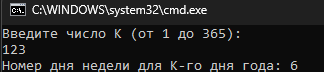 C:\WINDOWS\system32\cmd.exe
Введите число K (от 1 до 365):
123
Номер дня недели для K-го дня года: 6